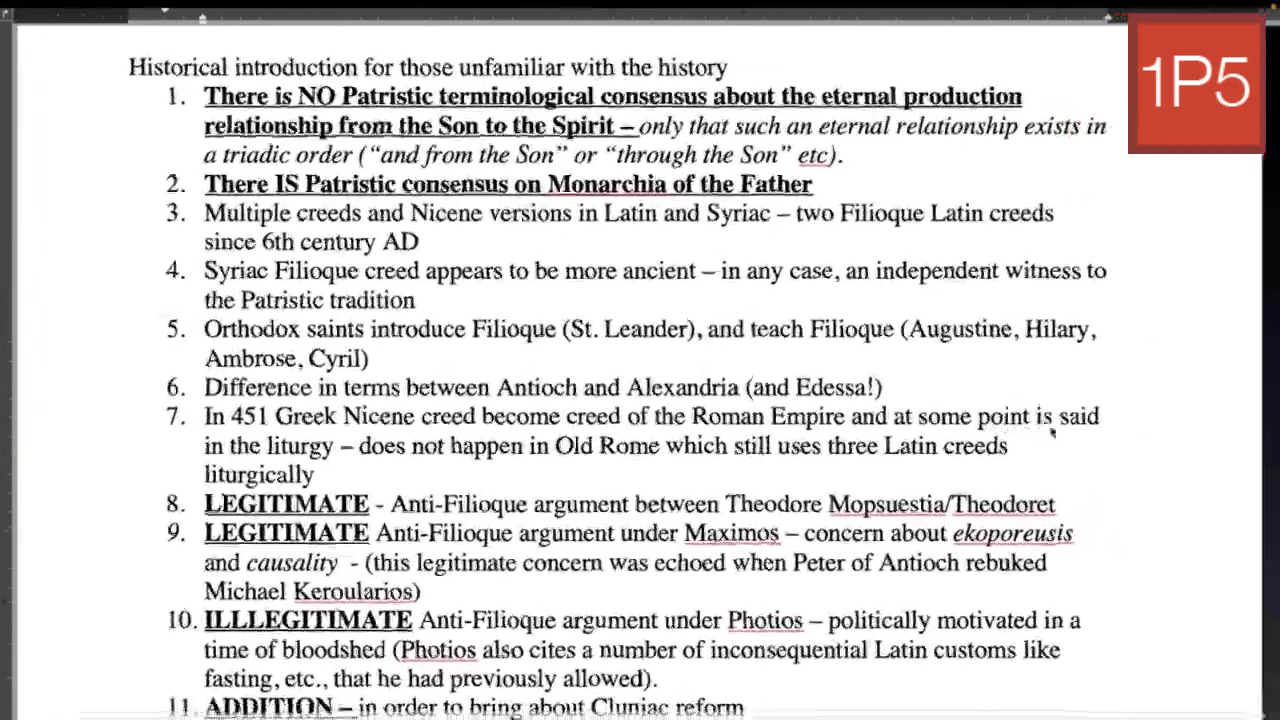 1P5
Historical introduction for those unfamiliar with the history
1. There is NO Patristic terminological consensus about the eternal production
relationship from the Son to the Spirit – only that such an eternal relationship exists in
a triadic order (“and from the Son” or “through the Son” etc).
2. There IS Patristic consensus on Monarchia of the Father
3. Multiple creeds and Nicene versions in Latin and Syriac – two Filioque Latin creeds
since 6th century AD
4. Syriac Filioque creed appears to be more ancient – in any case, an independent witness to
the Patristic tradition
5. Orthodox saints introduce Filioque (St. Leander), and teach Filioque (Augustine, Hilary,
Ambrose, Cyril)
6. Difference in terms between Antioch and Alexandria (and Edessa!)
7. In 451 Greek Nicene creed become creed of the Roman Empire and at some point is said
in the liturgy – does not happen in Old Rome which still uses three Latin creeds
liturgically
8. LEGITIMATE - Anti-Filioque argument between Theodore Mopsuestia/Theodoret
9. LEGITIMATE Anti-Filioque argument under Maximos – concern about ekoporeusis
and causality - (this legitimate concern was echoed when Peter of Antioch rebuked
Michael Keroularios)
10. ILLLEGITIMATE Anti-Filioque argument under Photios – politically motivated in a
time of bloodshed (Photios also cites a number of inconsequential Latin customs like
fasting, etc., that he had previously allowed).
11. ADDITION – in order to bring about Cluniac reform